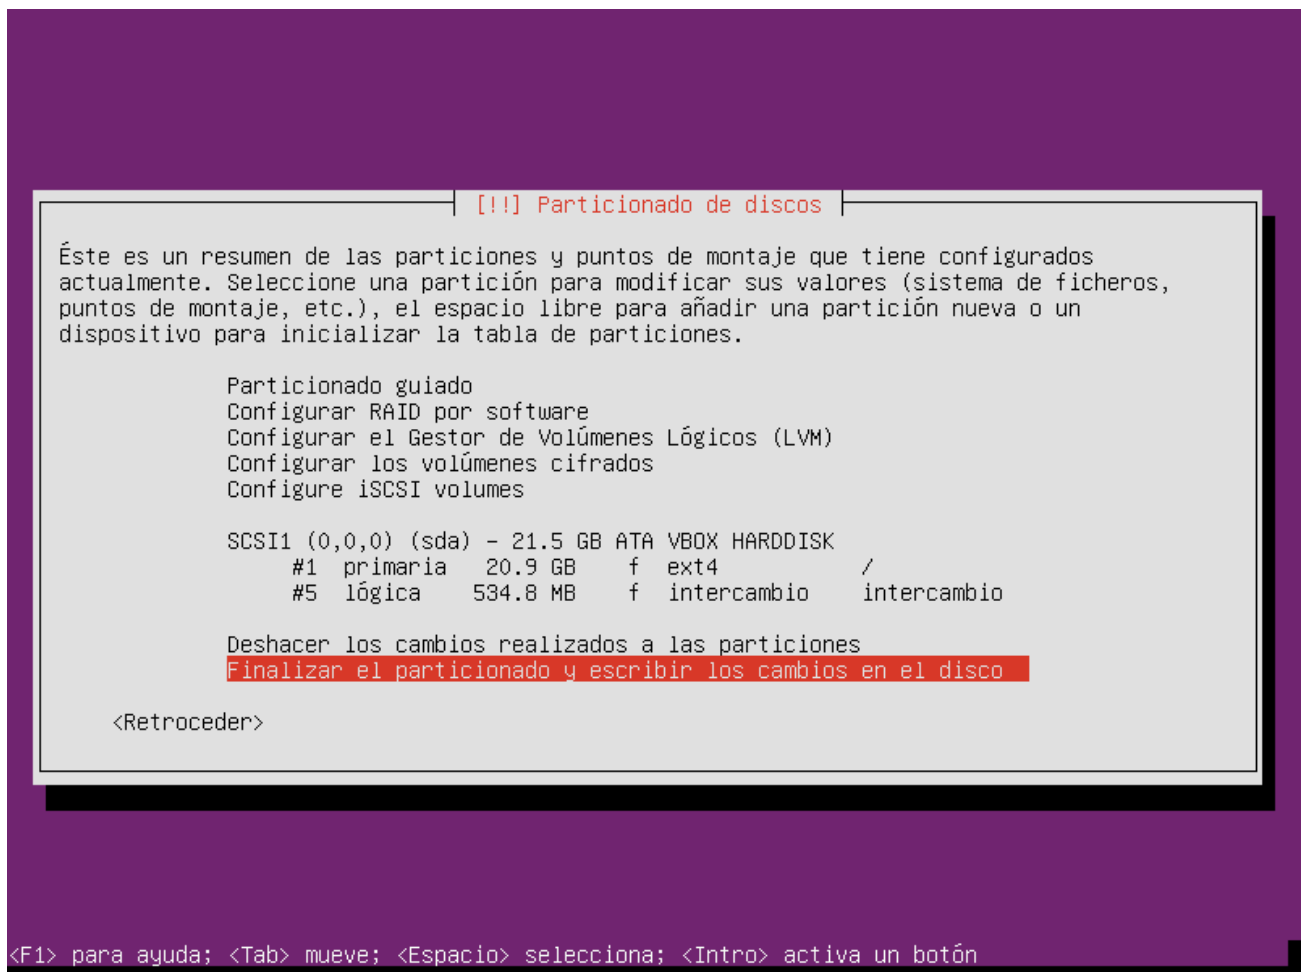 [!!] Particionado de discos
Éste es un resumen de las particiones y puntos de montaje que tiene configurados
actualmente. Seleccione una partición para modificar sus valores (sistema de ficheros,
puntos de montaje, etc.), el espacio libre para añadir una partición nueva o un
dispositivo para inicializar la tabla de particiones.
Particionado guiado
Configurar RAID por software
Configurar el Gestor de Volúmenes Lógicos (LVM)
Configurar los volúmenes cifrados
Configure iSCSI volumes
SCSI1 (0,0,0) (sda) - 21.5 GB ATA VBOX HARDDISK
#1 primaria 20.9 GB f ext4 /
#5 lógica 534.8 MB f intercambio intercambio
Deshacer los cambios realizados a las particiones
Finalizar el particionado y escribir los cambios en el disco
<Retroceder>
<F1> para ayuda; <Tab> mueve; <Espacio> selecciona; <Intro> activa un botón